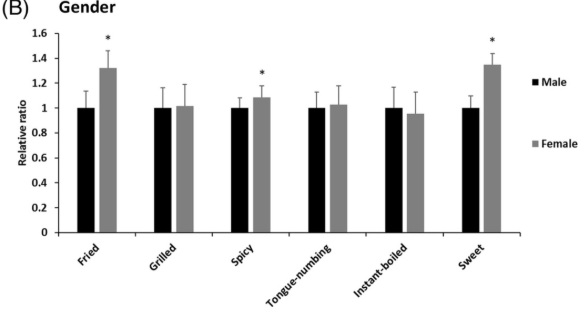 (B) Gender
1.6
1.4
1.2
1
0.8
0.6
0.4
0.2
0
Relative ratio
*
*
*
Male
Female
Fried
Grilled
Spicy
Tongue-numbing
Instant-boiled
Sweet